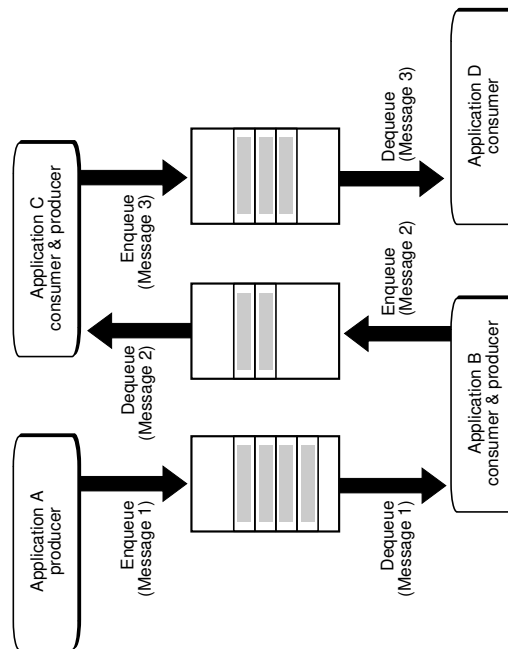 Application A
producer
Enqueue
(Message 1)
Dequeue
(Message 1)
Application B
consumer & producer
Enqueue
(Message 2)
Dequeue
(Message 2)
Application C
consumer & producer
Enqueue
(Message 3)
Dequeue
(Message 3)
Application D
consumer